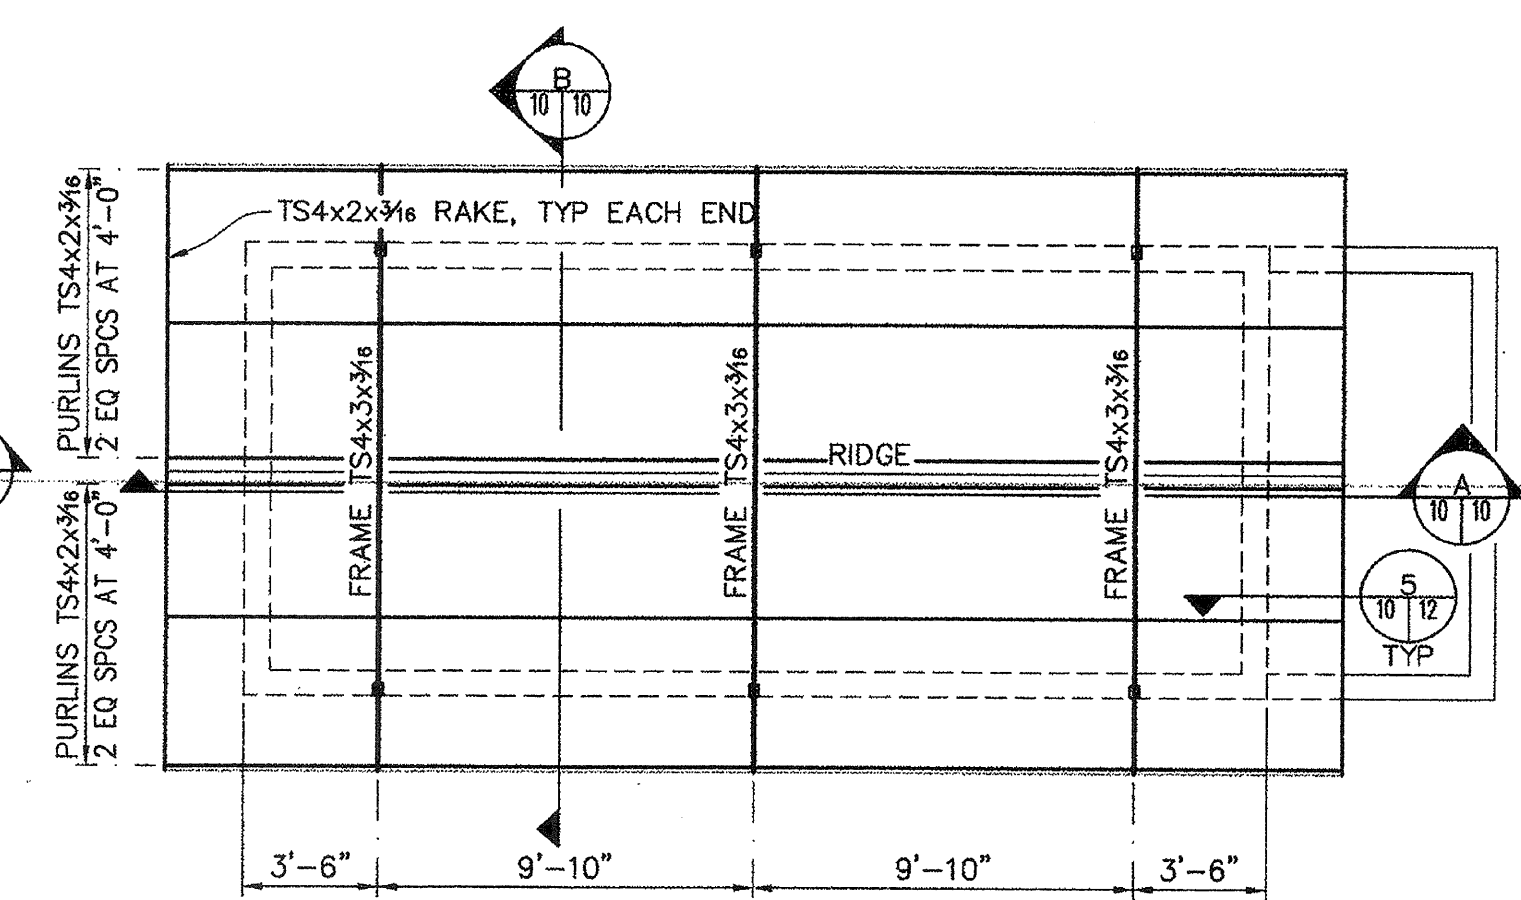 B
10 10
TS4x2x3/16 RAKE, TYP EACH END
PURLINS TS4x2x3/16
2 EQ SPCS AT 4'-0"
FRAME TS4x3x3/16
FRAME TS4x3x3/16
FRAME TS4x3x3/16
RIDGE
A
10 10
PURLINS TS4x2x3/16
2 EQ SPCS AT 4'-0"
5
10 12
TYP
3'-6" 9'-10" 9'-10" 3'-6"